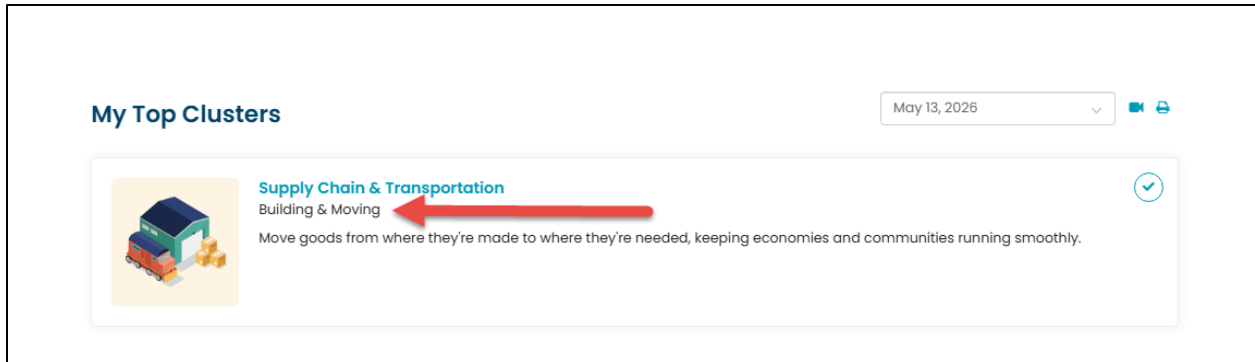 My Top Clusters
May 13, 2026
Supply Chain & Transportation
Building & Moving
Move goods from where they're made to where they're needed, keeping economies and communities running smoothly.